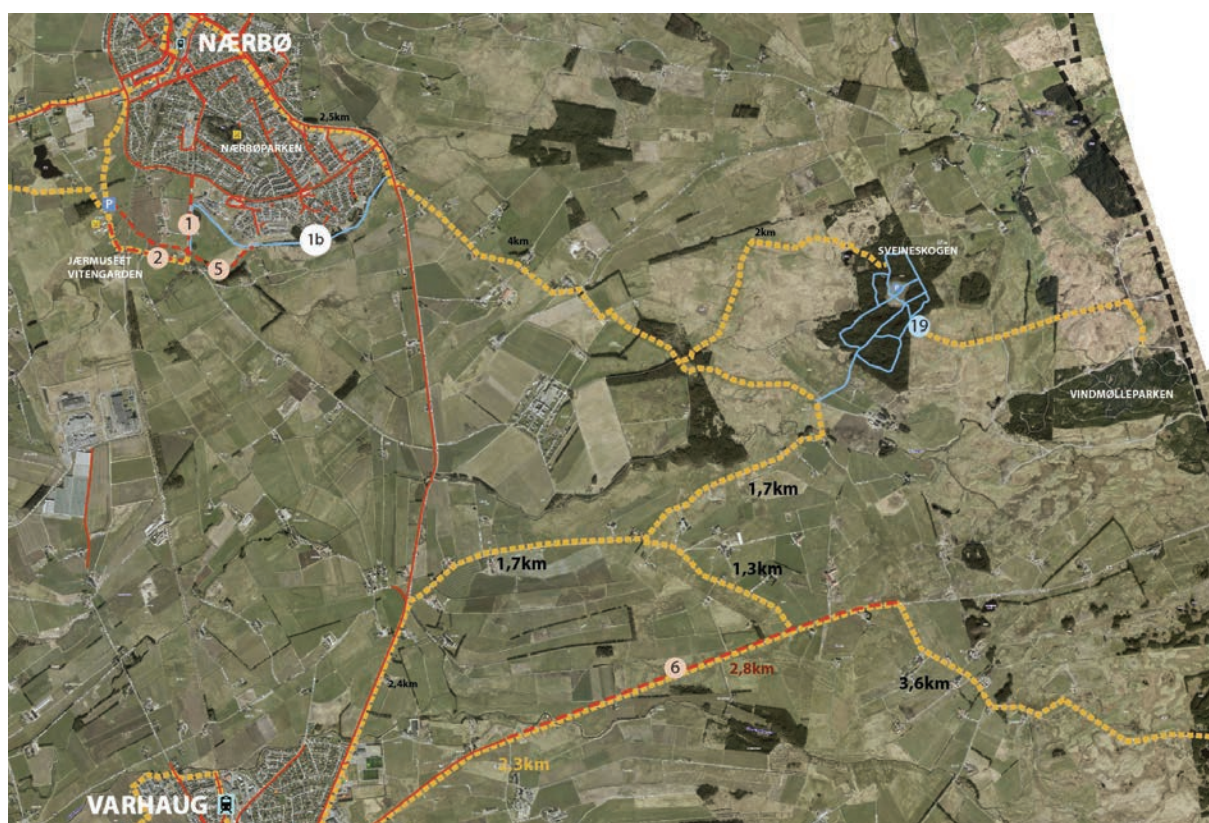 NÆRBØ
2,5km
NÆRBØPARKEN
P
1
1b
2
5
JÆRMUSEET
VITENGARDEN
4km
2km
SVEINESKOGEN
P
19
VINDMØLLEPARKEN
1,7km
1,7km
1,3km
6
2,8km
3,6km
2,4km
2,3km
VARHAUG